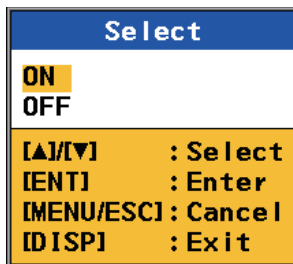 Select
ON
OFF
[▲]/[▼] :Select
[ENT] :Enter
[MENU/ESC]:Cancel
[DISP] :Exit